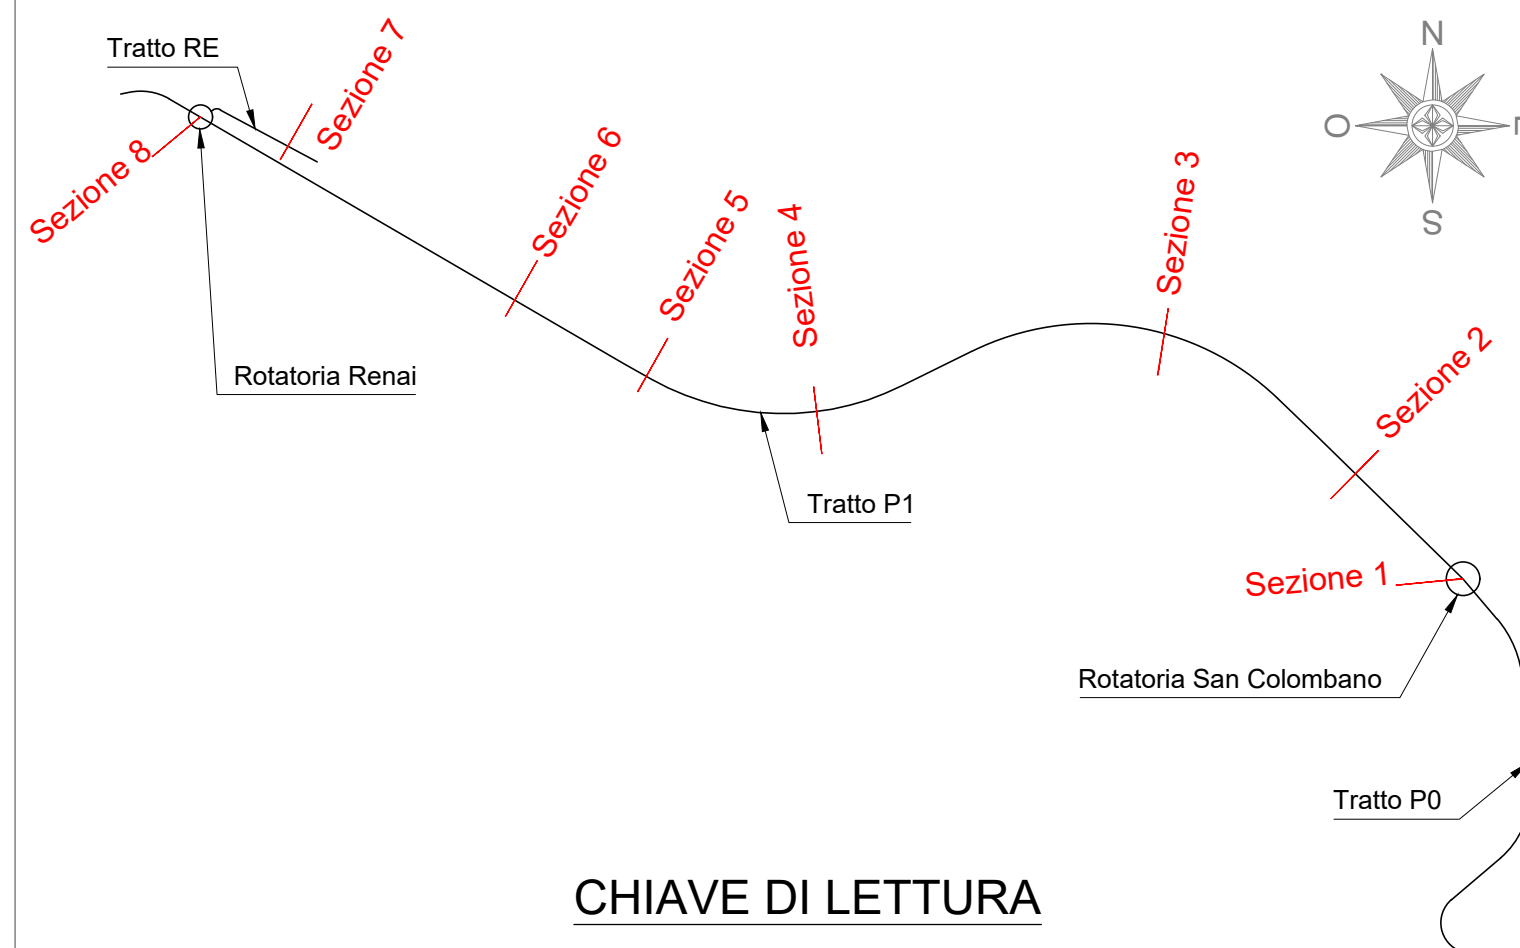 Tratto RE
Sezione 7
N
O
S
Sezione 8
Sezione 6
Sezione 5
Sezione 4
Sezione 3
Sezione 2
Rotatoria Renai
Tratto P1
Sezione 1
Rotatoria San Colombano
Tratto P0
CHIAVE DI LETTURA